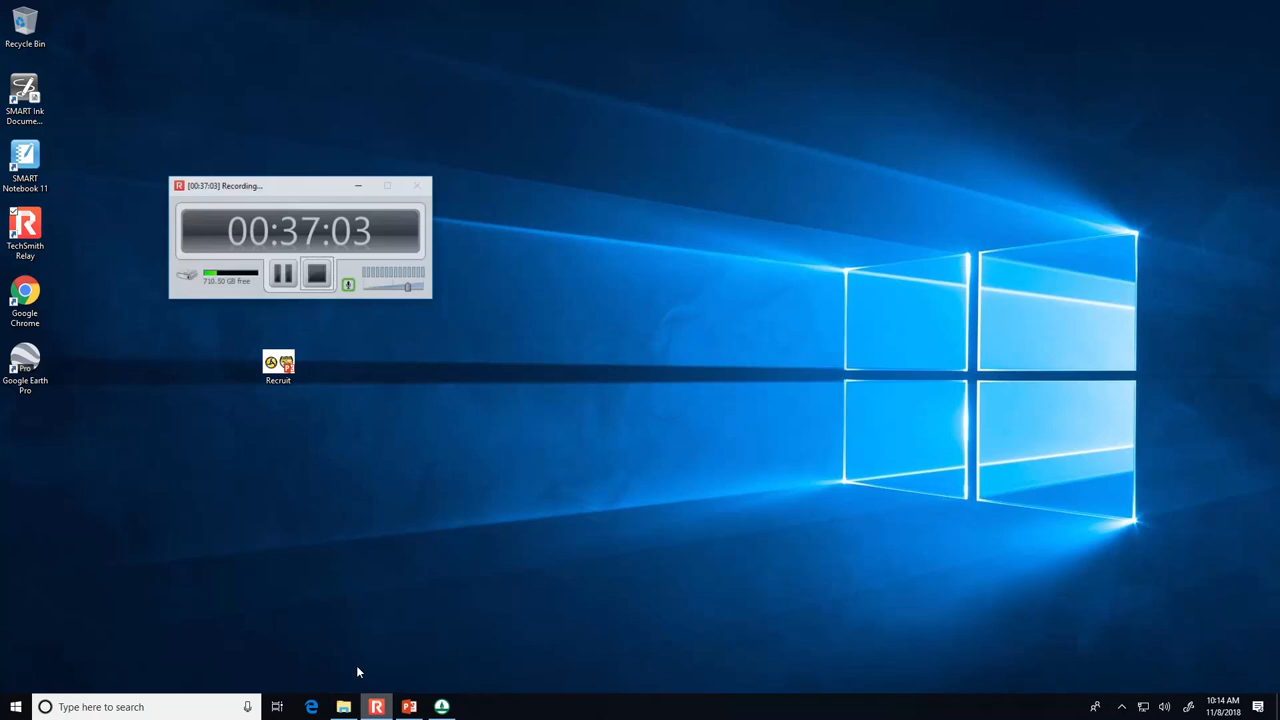 Recycle Bin
SMART Ink
Docume...
SMART
Notebook 11
TechSmith
Relay
Google
Chrome
Pro
Google Earth
Pro
R [00:37:03] Recording...
00:37:03
710.50 GB free
Recruit
Type here to search
10:14 AM
11/8/2018